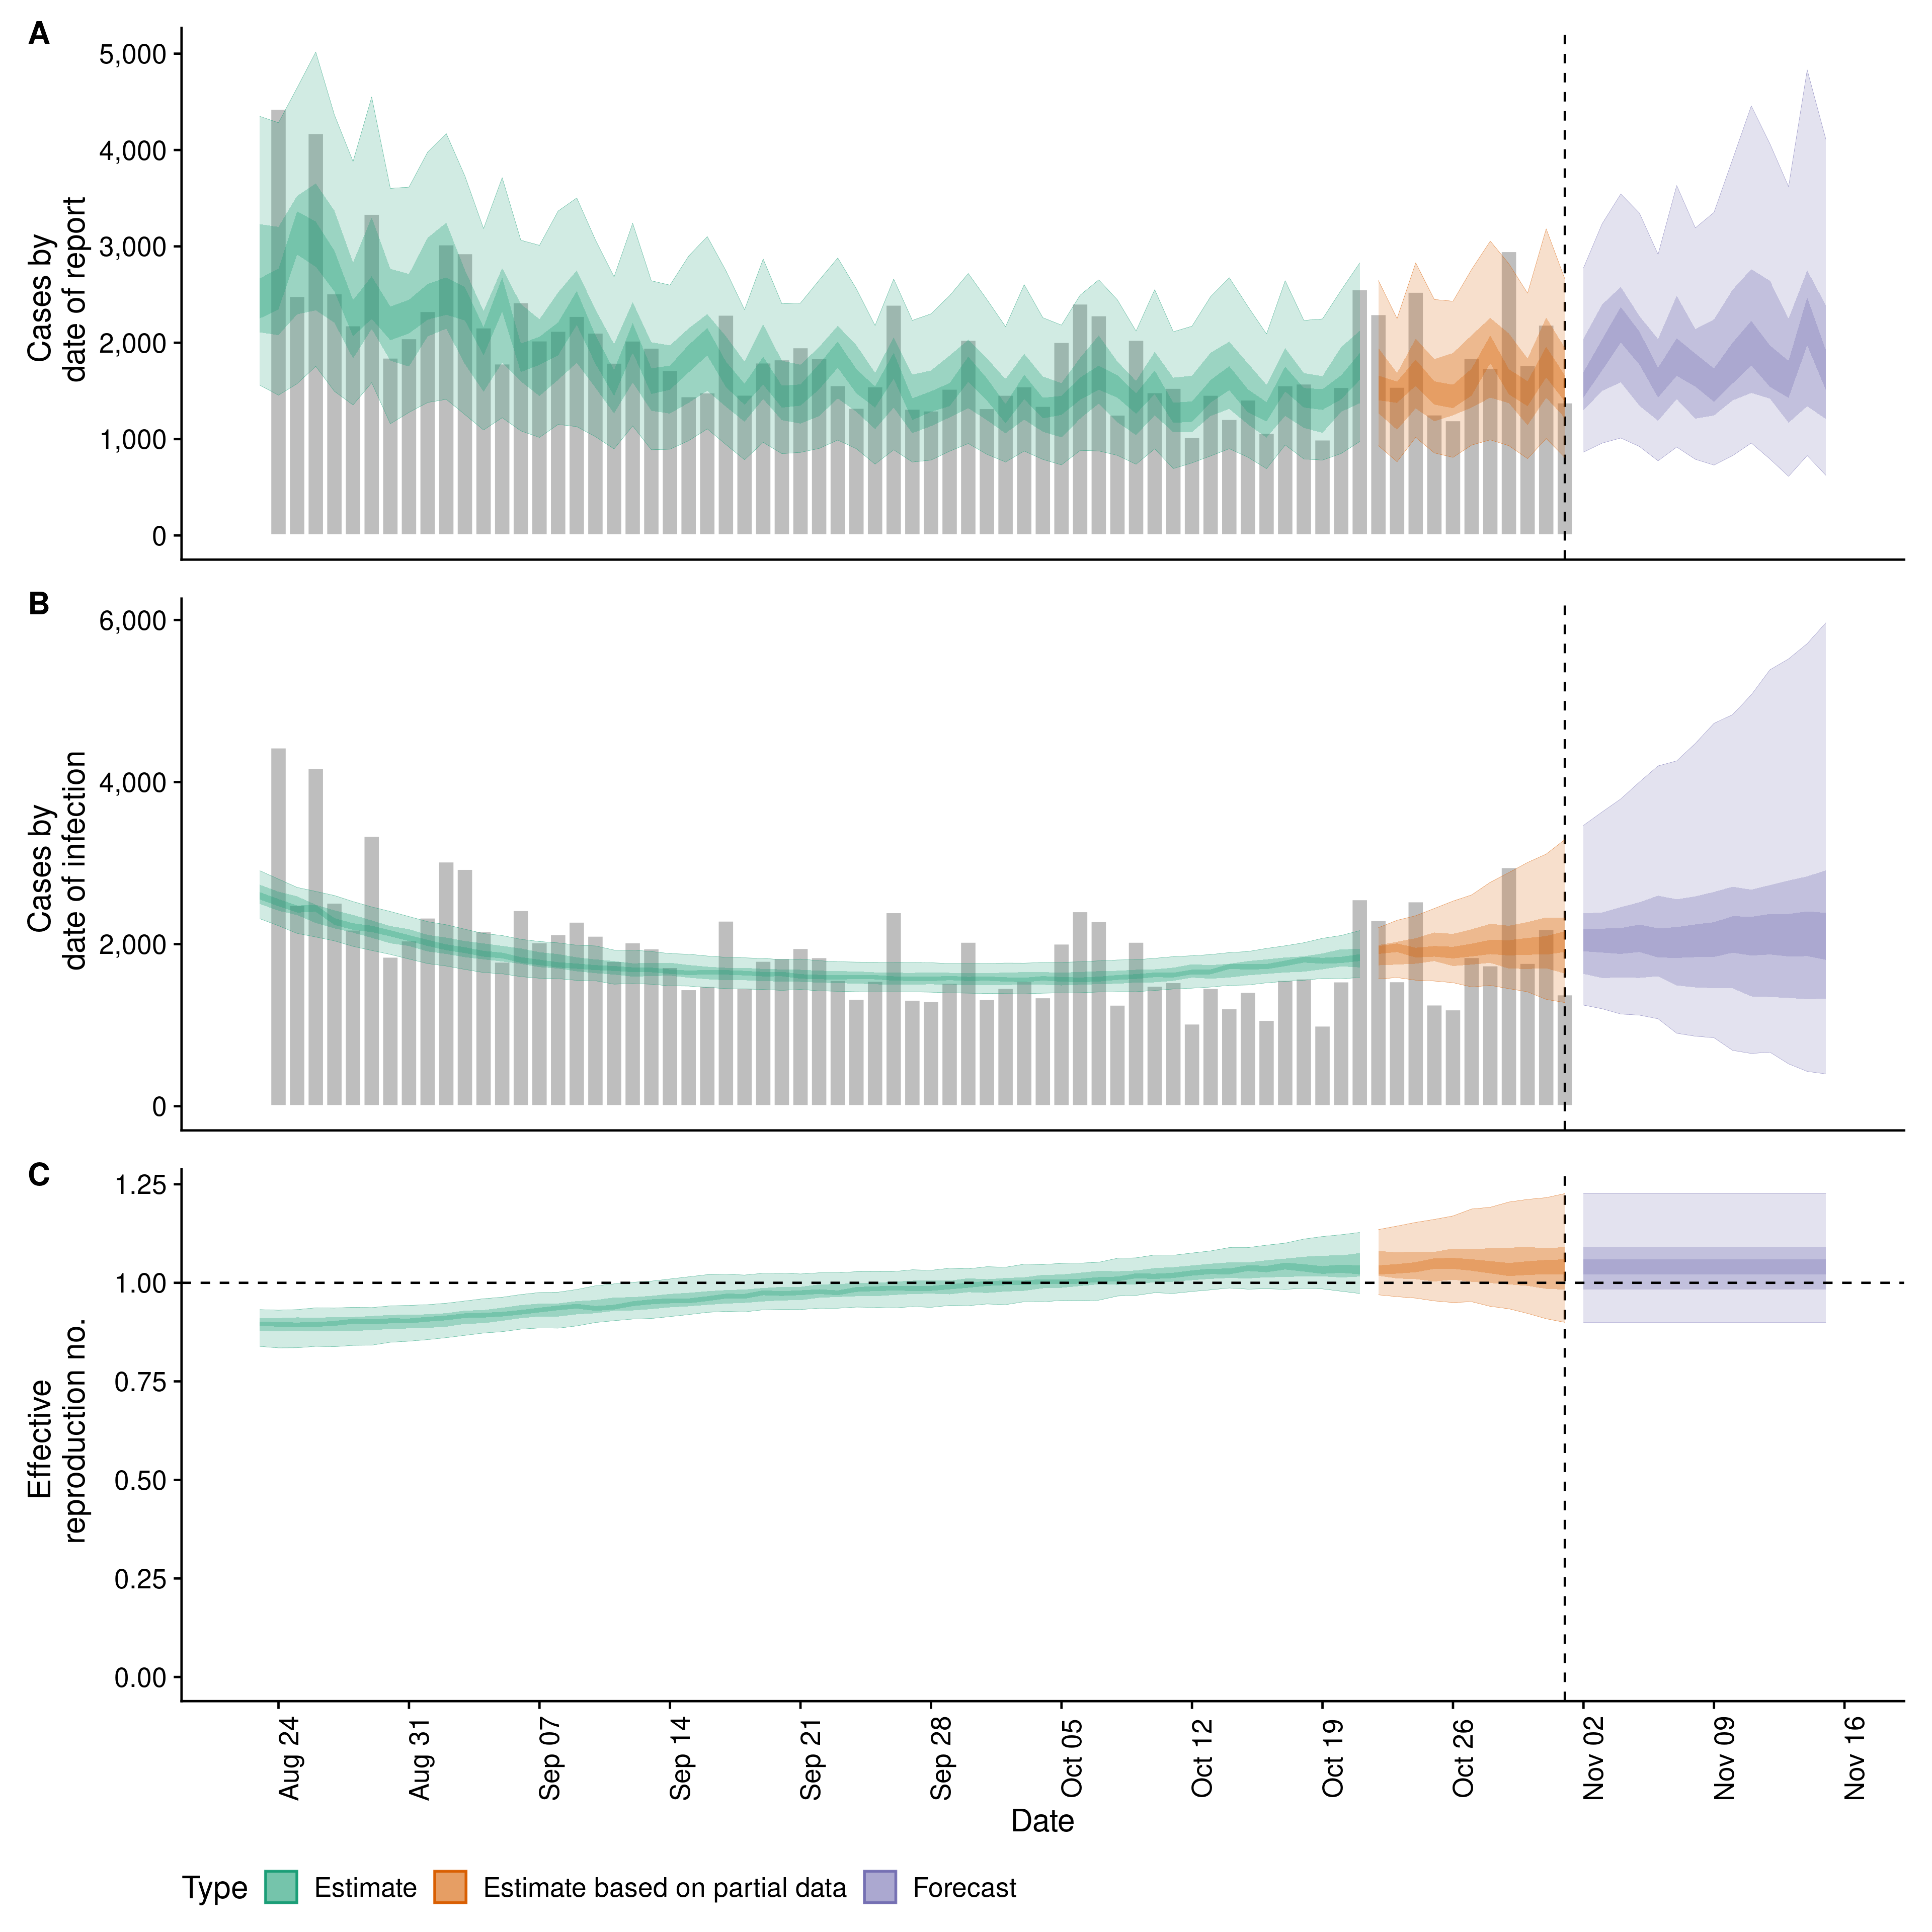 A
5,000
4,000
3,000
2,000
1,000
0
Cases by
date of report
B
6,000
4,000
2,000
0
Cases by
date of infection
C
1.25
1.00
0.75
0.50
0.25
0.00
Effective
reproduction no.
Aug 24
Aug 31
Sep 07
Sep 14
Sep 21
Sep 28
Oct 05
Oct 12
Oct 19
Oct 26
Nov 02
Nov 09
Nov 16
Date
Type Estimate Estimate based on partial data Forecast